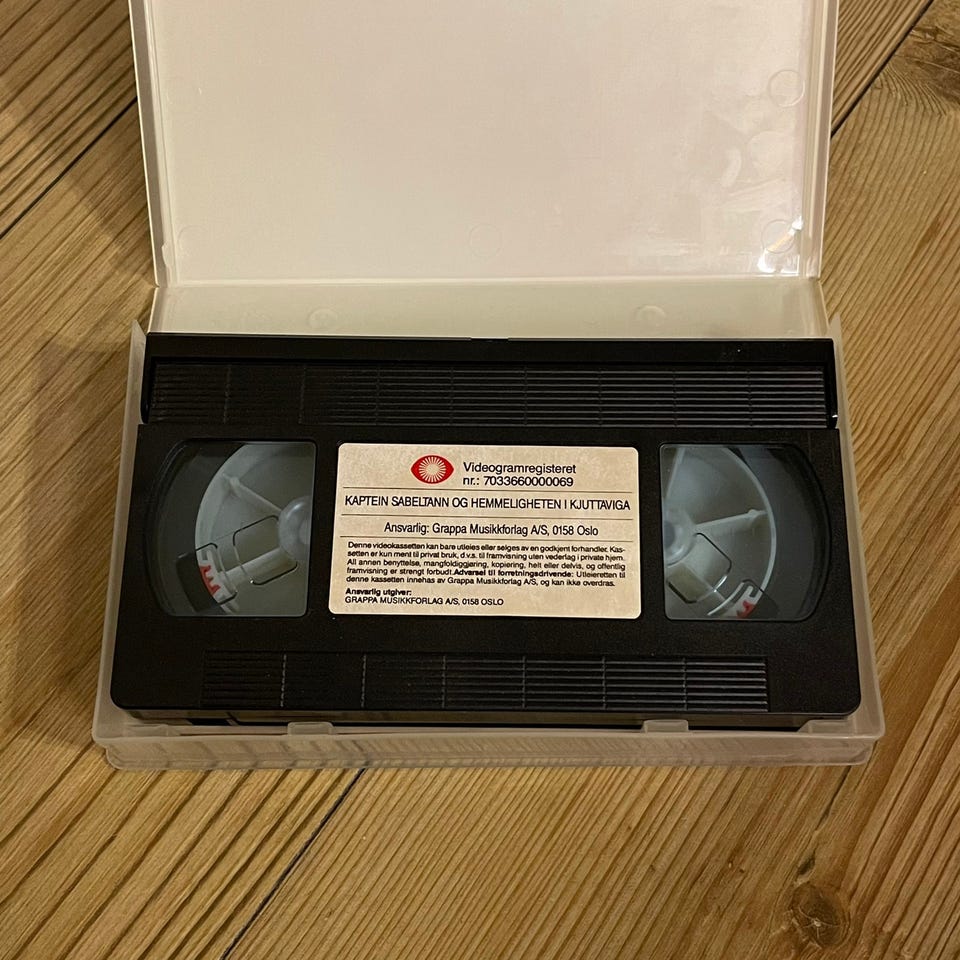 Videogramregisteret
nr.: 7033660000069
KAPTEIN SABELTANN OG HEMMELIGHETEN I KJUTTAVIGA
Ansvarlig: Grappa Musikkforlag A/S, 0158 Oslo
Denne videokassetten kan bare utleies eller selges av en godkjent forhandler. Kas-
setten er kun ment til privat bruk, d.v.s. til framvisning uten vederlag i private hjem.
All annen benyttelse, mangfoldiggjøring, kopiering, helt eller delvis, og offentlig
framvisning er strengt forbudt. Advarsel til forretningsdrivende: Utleieretten til
denne kassetten innehas av Grappa Musikkforlag A/S, og kan ikke overdras.
Ansvarlig utgiver:
GRAPPA MUSIKKFORLAG A/S, 0158 OSLO